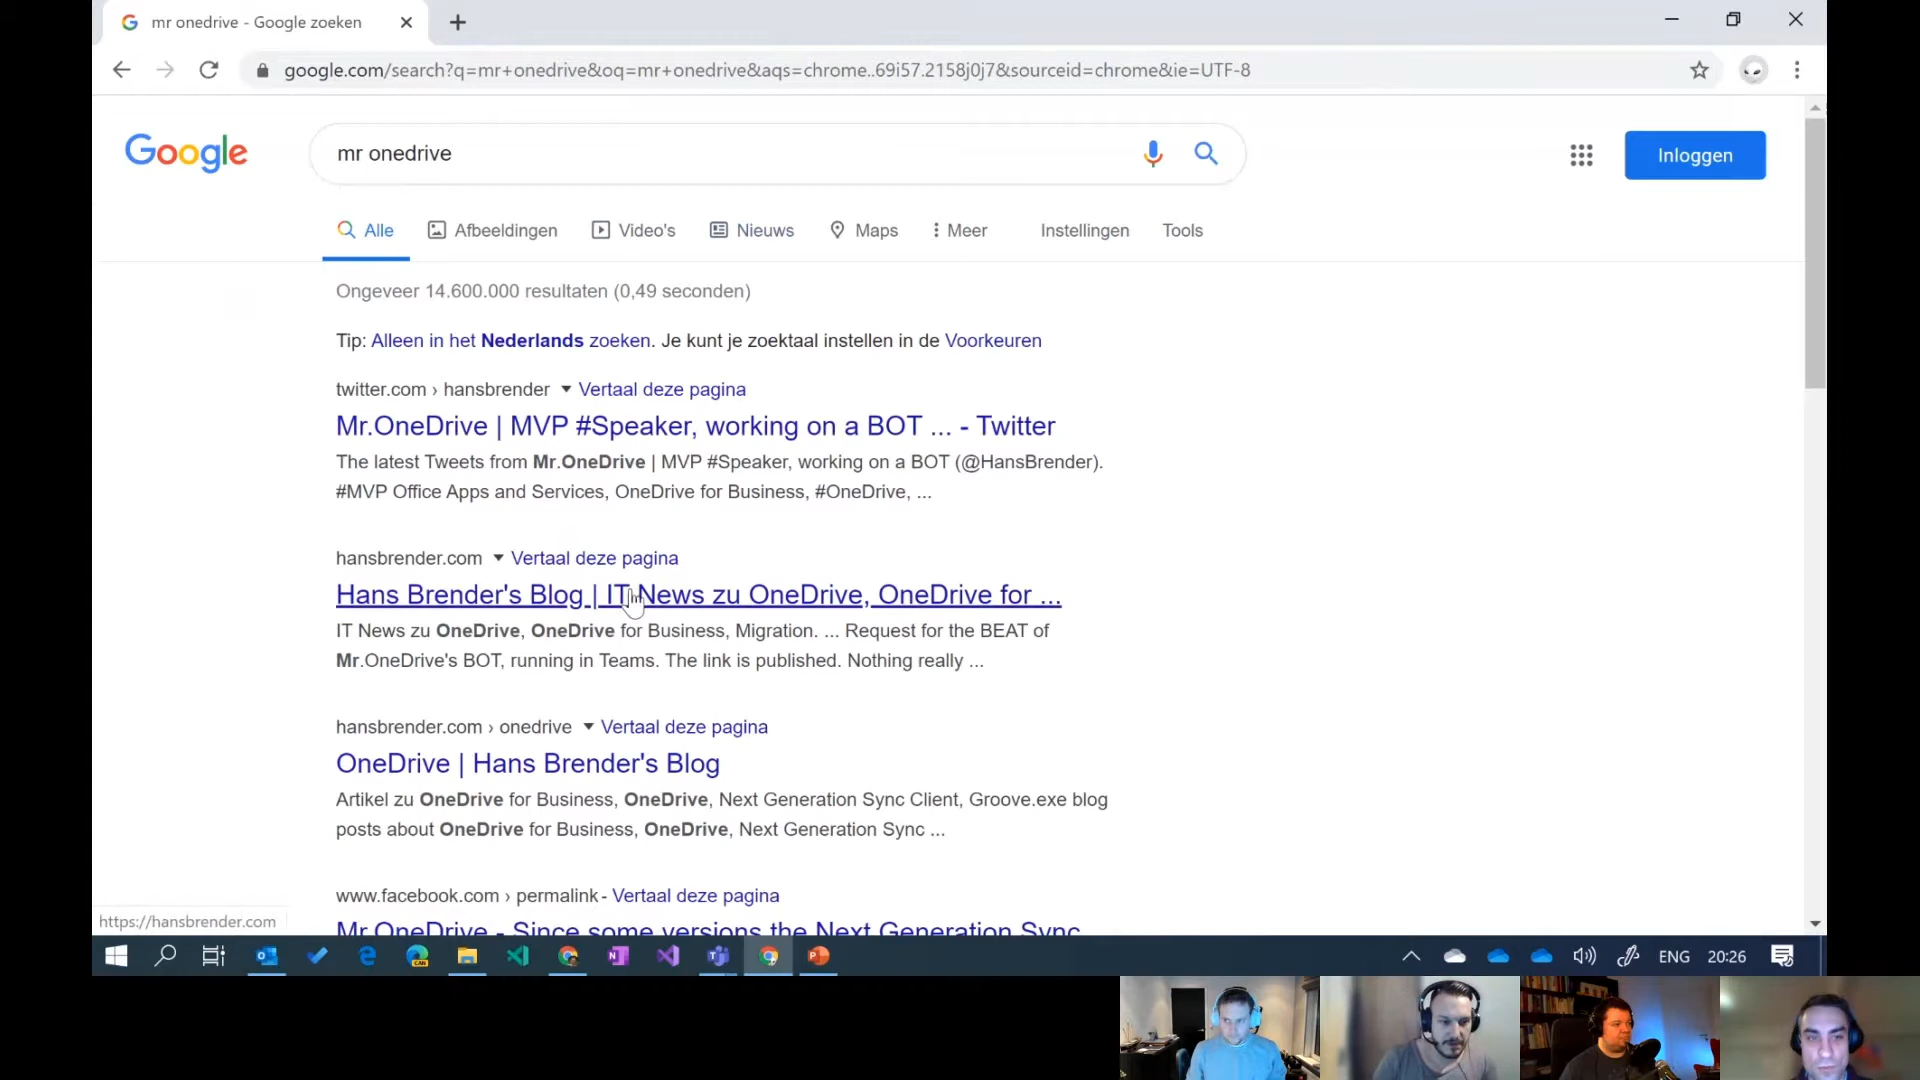 mr onedrive - Google zoeken
google.com/search?q=mr+onedrive&oq=mr+onedrive&aqs=chrome..69i57.2158j0j7&sourceid=chrome&ie=UTF-8
Google
mr onedrive
Inloggen
Alle Afbeeldingen Video's Nieuws Maps Meer Instellingen Tools
Ongeveer 14.600.000 resultaten (0,49 seconden)
Tip: Alleen in het Nederlands zoeken. Je kunt je zoektaal instellen in de Voorkeuren
twitter.com › hansbrender Vertaal deze pagina
Mr.OneDrive | MVP #Speaker, working on a BOT ... - Twitter
The latest Tweets from Mr.OneDrive | MVP #Speaker, working on a BOT (@HansBrender).
#MVP Office Apps and Services, OneDrive for Business, #OneDrive, ...
hansbrender.com Vertaal deze pagina
Hans Brender's Blog | IT News zu OneDrive, OneDrive for ...
IT News zu OneDrive, OneDrive for Business, Migration. ... Request for the BEAT of
Mr.OneDrive's BOT, running in Teams. The link is published. Nothing really ...
hansbrender.com › onedrive Vertaal deze pagina
OneDrive | Hans Brender's Blog
Artikel zu OneDrive for Business, OneDrive, Next Generation Sync Client, Groove.exe blog
posts about OneDrive for Business, OneDrive, Next Generation Sync ...
www.facebook.com › permalink - Vertaal deze pagina
Mr.OneDrive - Since some versions the Next Generation Sync
https://hansbrender.com
ENG 20:26